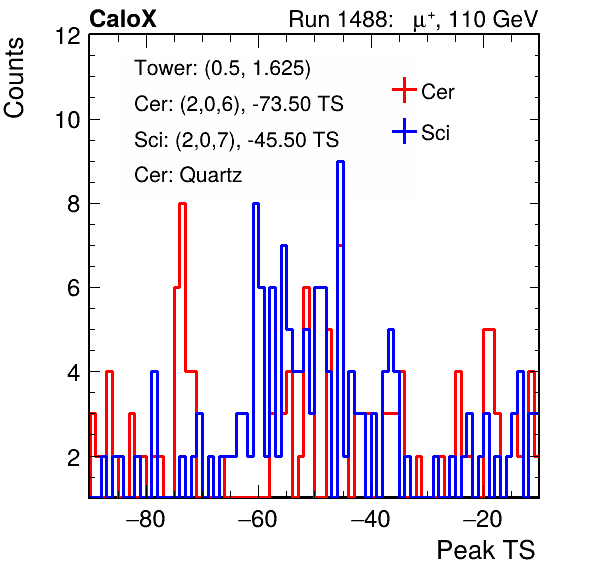 CaloX Run 1488: μ⁺, 110 GeV
Counts
12
10
8
6
4
2
Tower: (0.5, 1.625)
Cer: (2,0,6), -73.50 TS
Sci: (2,0,7), -45.50 TS
Cer: Quartz
Cer
Sci
−80 −60 −40 −20
Peak TS